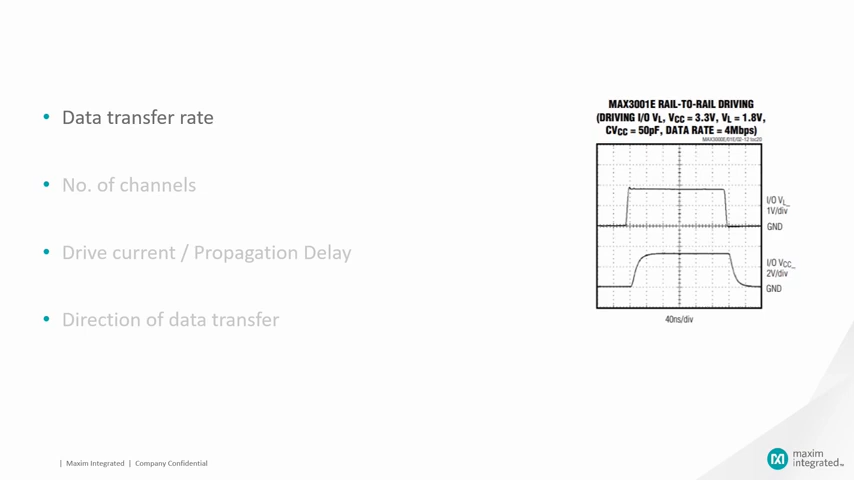 • Data transfer rate
• No. of channels
• Drive current / Propagation Delay
• Direction of data transfer
MAX3001E RAIL-TO-RAIL DRIVING
(DRIVING I/O VL, VCC = 3.3V, VL = 1.8V,
CVCC = 50pF, DATA RATE = 4Mbps)
I/O VL_
1V/div
GND
I/O VCC_
2V/div
GND
40ns/div
| Maxim Integrated | Company Confidential
maxim
integrated™